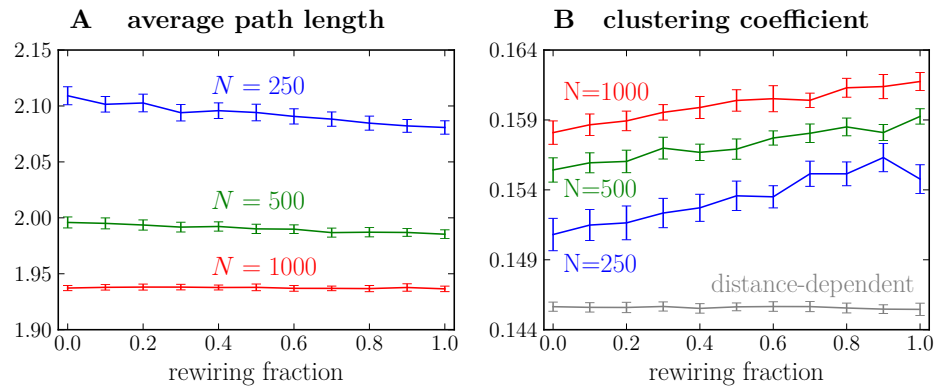 A average path length
2.15
2.10
2.05
2.00
1.95
1.90
N = 250
N = 500
N = 1000
0.0 0.2 0.4 0.6 0.8 1.0
rewiring fraction
B clustering coefficient
0.164
0.159
0.154
0.149
0.144
N=1000
N=500
N=250
distance-dependent
0.0 0.2 0.4 0.6 0.8 1.0
rewiring fraction